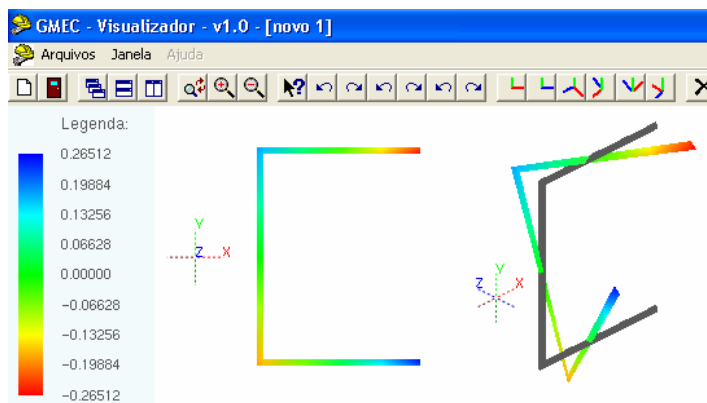 GMEC - Visualizador - v1.0 - [novo 1]
Arquivos Janela Ajuda
Legenda:
0.26512
0.19884
0.13256
0.06628
0.00000
-0.06628
-0.13256
-0.19884
-0.26512
Y
Z X
Y
Z X